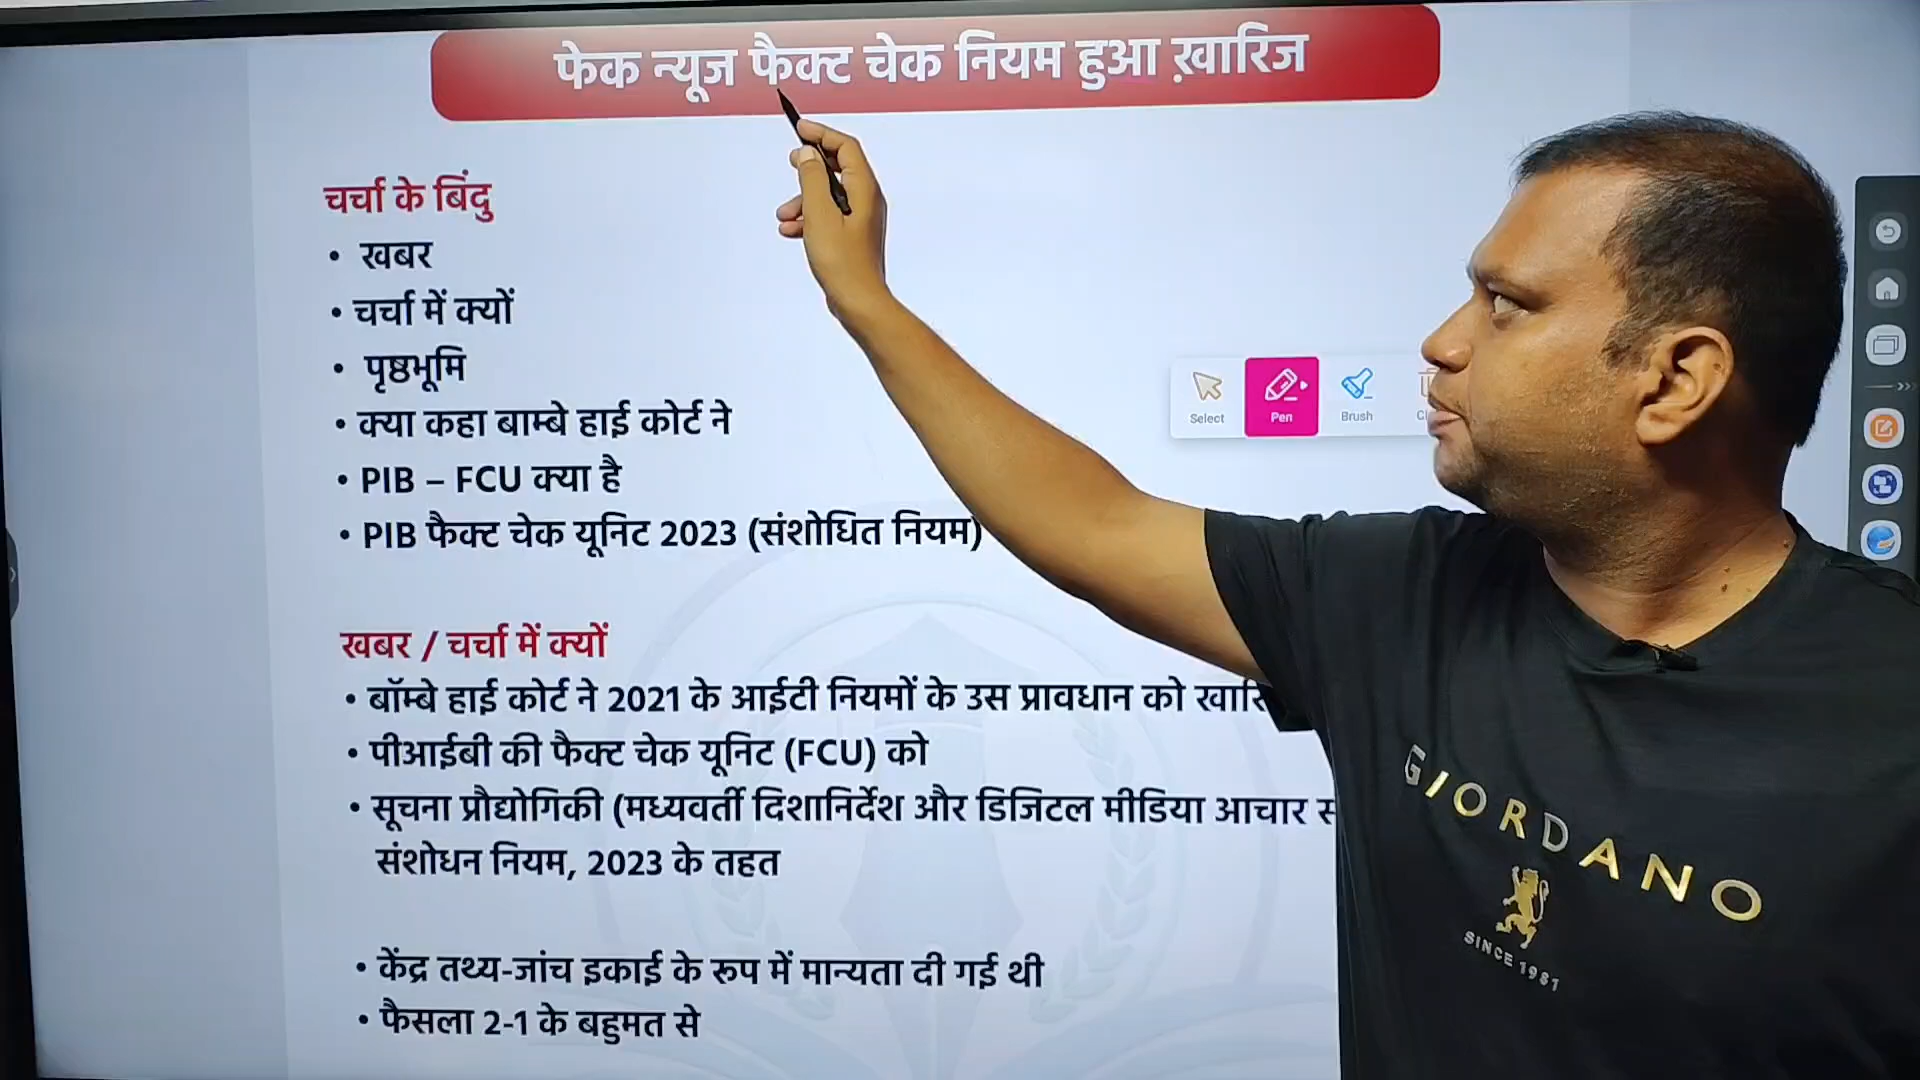 फेक न्यूज फैक्ट चेक नियम हुआ ख़ारिज
चर्चा के बिंदु
• खबर
• चर्चा में क्यों
• पृष्ठभूमि
• क्या कहा बाम्बे हाई कोर्ट ने
• PIB – FCU क्या है
• PIB फैक्ट चेक यूनिट 2023 (संशोधित नियम)
Select
Pen
Brush
खबर / चर्चा में क्यों
• बॉम्बे हाई कोर्ट ने 2021 के आईटी नियमों के उस प्रावधान को
• पीआईबी की फैक्ट चेक यूनिट (FCU) को
• सूचना प्रौद्योगिकी (मध्यवर्ती दिशानिर्देश और डिजिटल मीडिया आचार
संशोधन नियम, 2023 के तहत
• केंद्र तथ्य-जांच इकाई के रूप में मान्यता दी गई थी
• फैसला 2-1 के बहुमत से
GIORDANO
SINCE 1981